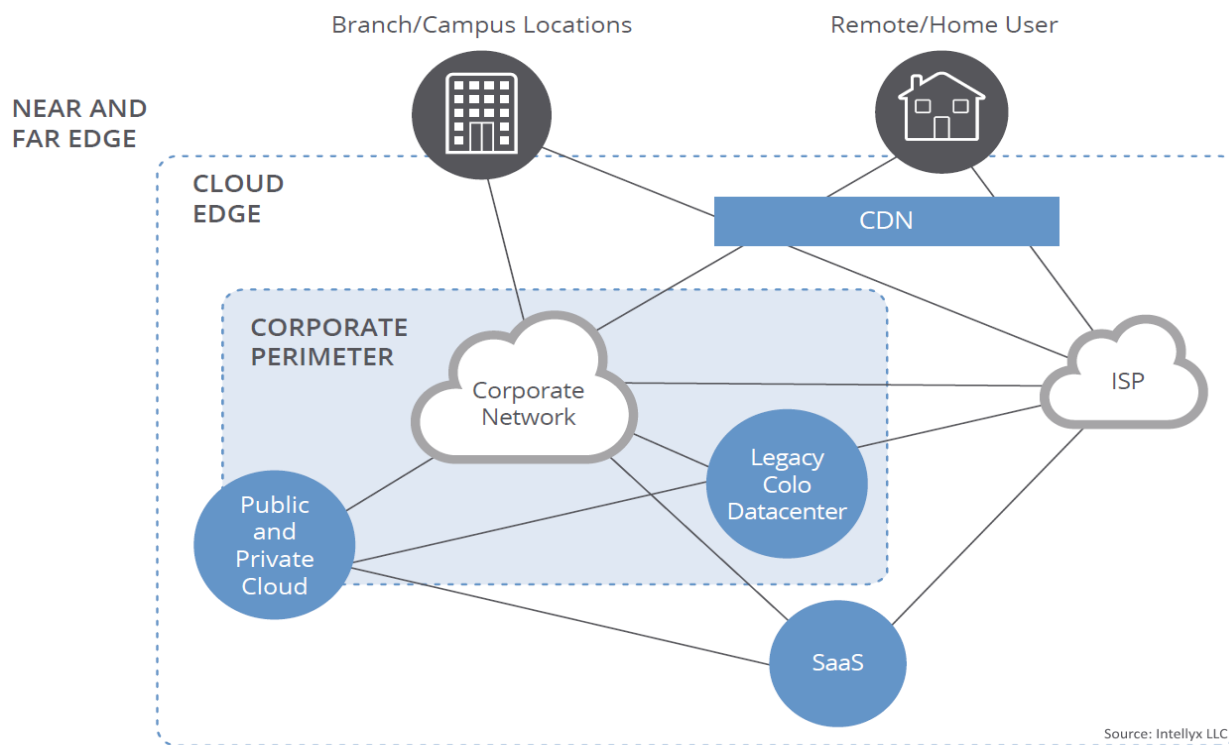 Branch/Campus Locations
Remote/Home User
NEAR AND
FAR EDGE
CLOUD
EDGE
CDN
CORPORATE
PERIMETER
Corporate
Network
ISP
Legacy
Colo
Datacenter
Public
and
Private
Cloud
SaaS
Source: Intellyx LLC